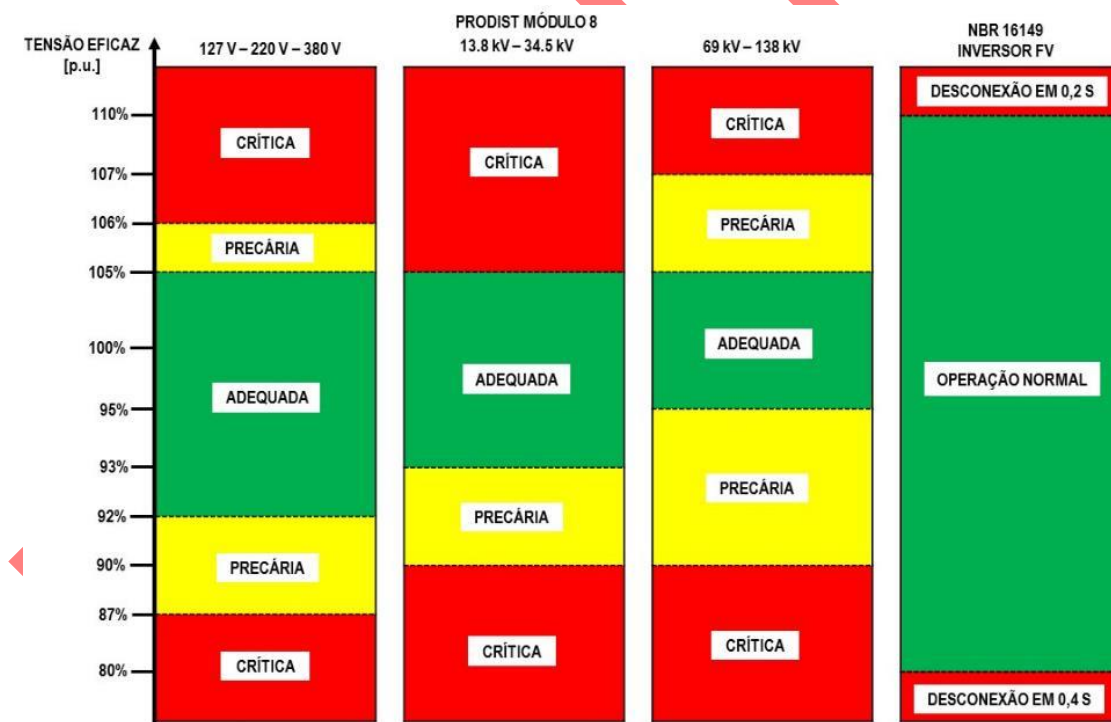 PRODIST MÓDULO 8
TENSÃO EFICAZ
[p.u.]
127 V – 220 V – 380 V
13.8 kV – 34.5 kV
69 kV – 138 kV
NBR 16149
INVERSOR FV
110%
107%
106%
105%
100%
95%
93%
92%
90%
87%
80%
CRÍTICA
PRECÁRIA
ADEQUADA
PRECÁRIA
CRÍTICA
CRÍTICA
ADEQUADA
PRECÁRIA
CRÍTICA
CRÍTICA
PRECÁRIA
ADEQUADA
PRECÁRIA
CRÍTICA
DESCONEXÃO EM 0,2 S
OPERAÇÃO NORMAL
DESCONEXÃO EM 0,4 S